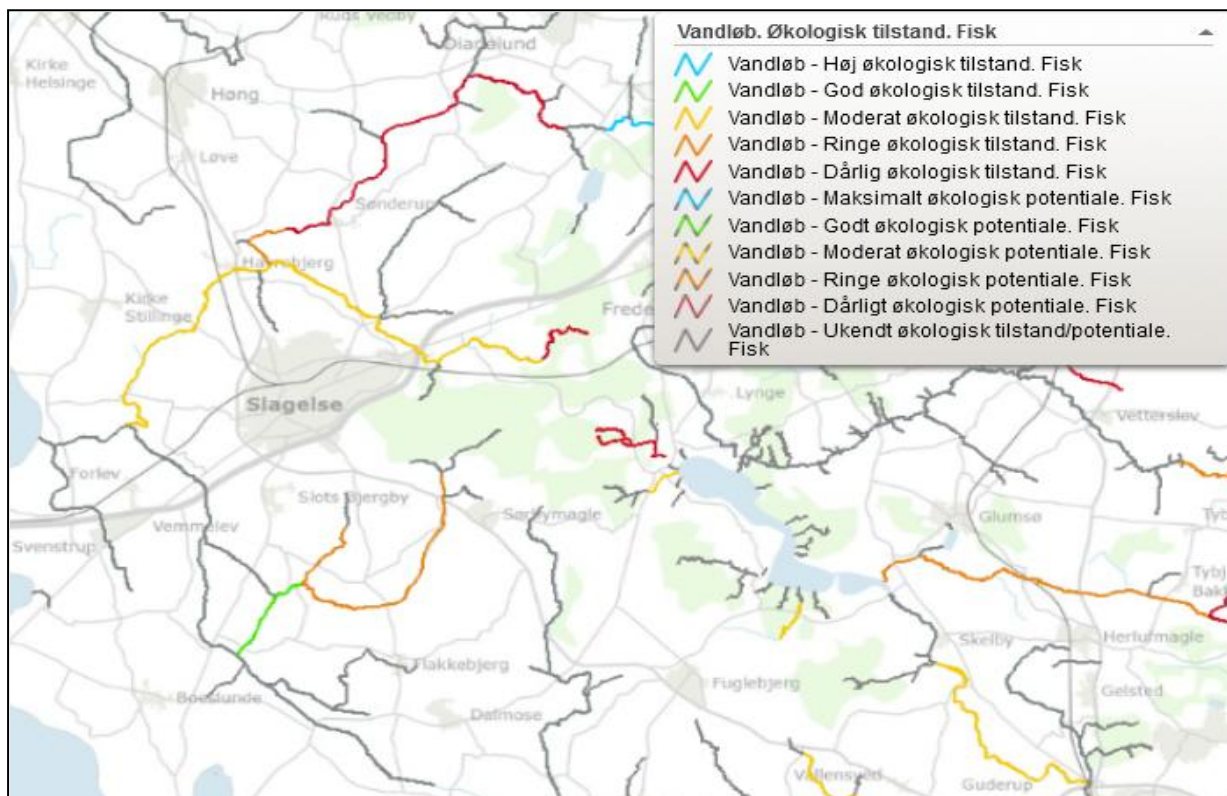 Ruds Vedby
Dianalund
Kirke
Helsinge
Høng
Løve
Sønderup
Havrebjerg
Kirke
Stillinge
Frede
Slagelse
Lynge
Vetterslev
Forlev
Slots Bjergby
Sørbymagle
Glumsø
Vemmelev
Svenstrup
Tyb
Tybj
Bakk
Skelby
Herlufmagle
Flakkebjerg
Fuglebjerg
Gelsted
Boeslunde
Dalmose
Vallensved
Guderup
Vandløb. Økologisk tilstand. Fisk
Vandløb - Høj økologisk tilstand. Fisk
Vandløb - God økologisk tilstand. Fisk
Vandløb - Moderat økologisk tilstand. Fisk
Vandløb - Ringe økologisk tilstand. Fisk
Vandløb - Dårlig økologisk tilstand. Fisk
Vandløb - Maksimalt økologisk potentiale. Fisk
Vandløb - Godt økologisk potentiale. Fisk
Vandløb - Moderat økologisk potentiale. Fisk
Vandløb - Ringe økologisk potentiale. Fisk
Vandløb - Dårligt økologisk potentiale. Fisk
Vandløb - Ukendt økologisk tilstand/potentiale.
Fisk